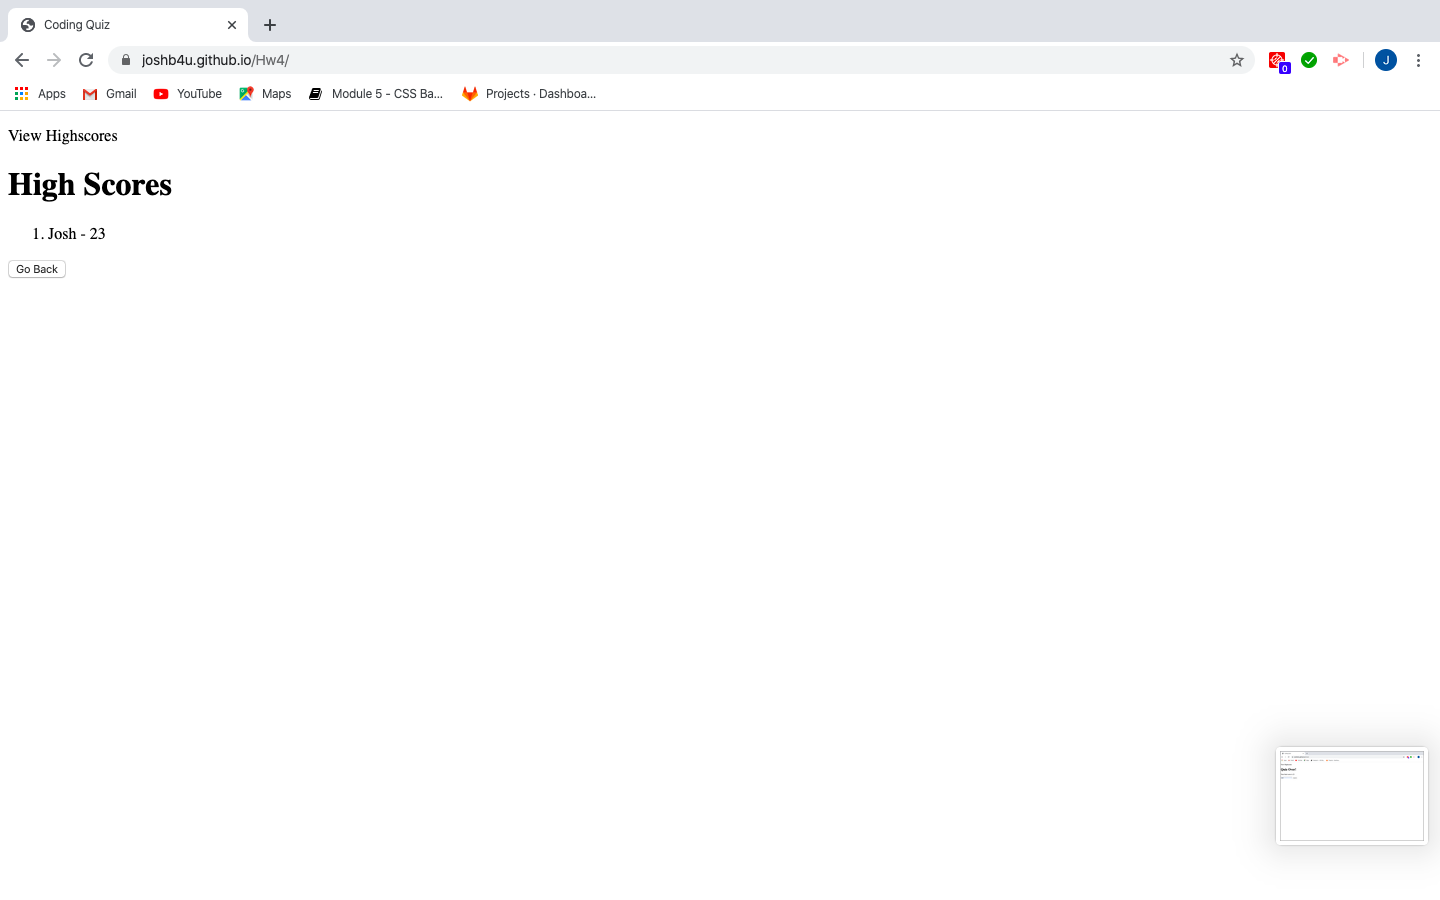 Coding Quiz
joshb4u.github.io/Hw4/
0
J
Apps Gmail YouTube Maps Module 5 - CSS Ba... Projects · Dashboa...
View Highscores
High Scores
1. Josh - 23
Go Back